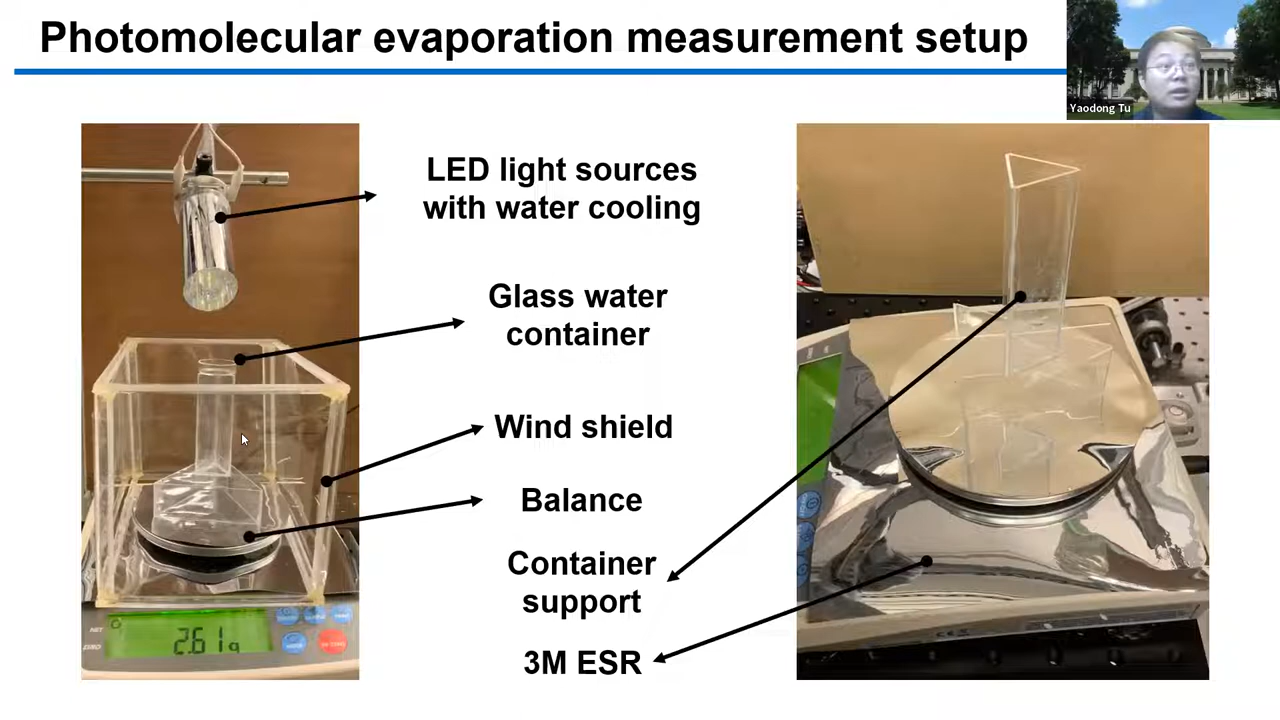 Photomolecular evaporation measurement setup
Yaodong Tu
LED light sources
with water cooling
Glass water
container
Wind shield
Balance
Container
support
3M ESR
2.61g